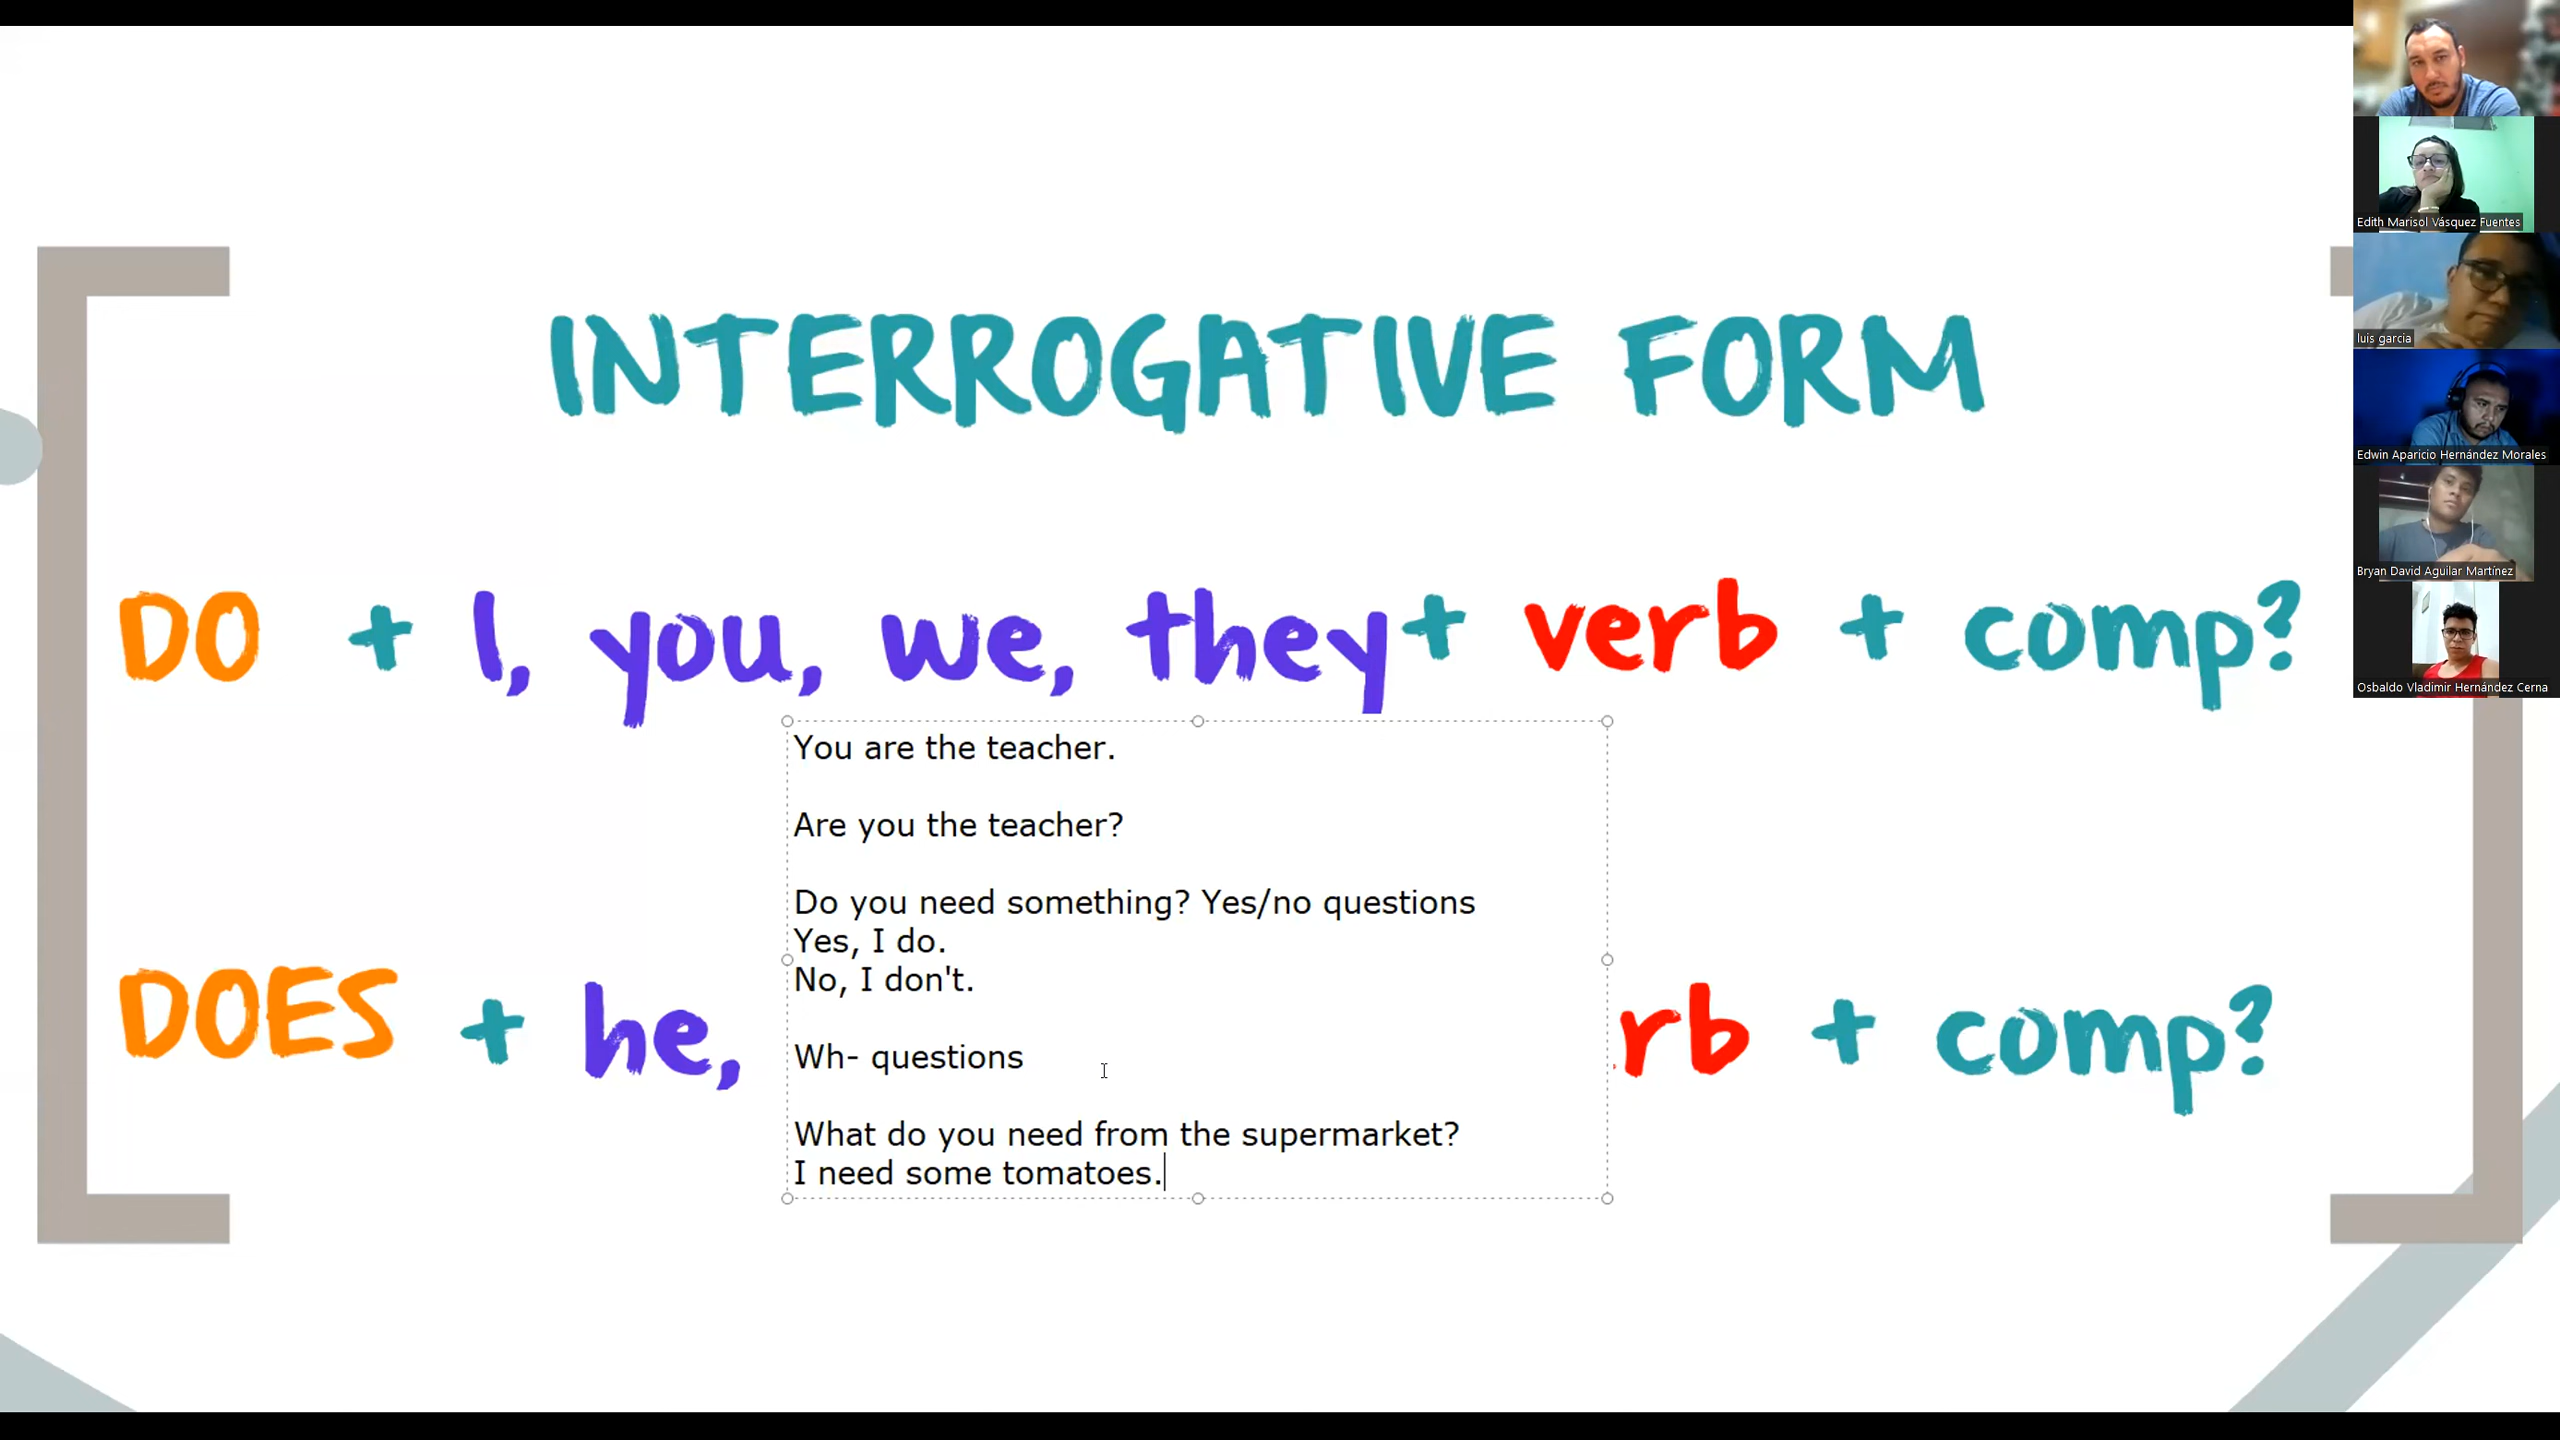 INTERROGATIVE FORM
DO + I, you, we, they + verb + comp?
You are the teacher.
Are you the teacher?
Do you need something? Yes/no questions
Yes, I do.
No, I don't.
DOES + he, rb + comp?
Wh- questions
What do you need from the supermarket?
I need some tomatoes.
Edith Marisol Vásquez Fuentes
luis garcia
Edwin Aparicio Hernández Morales
Bryan David Aguilar Martínez
Osbaldo Vladimir Hernández Cerna